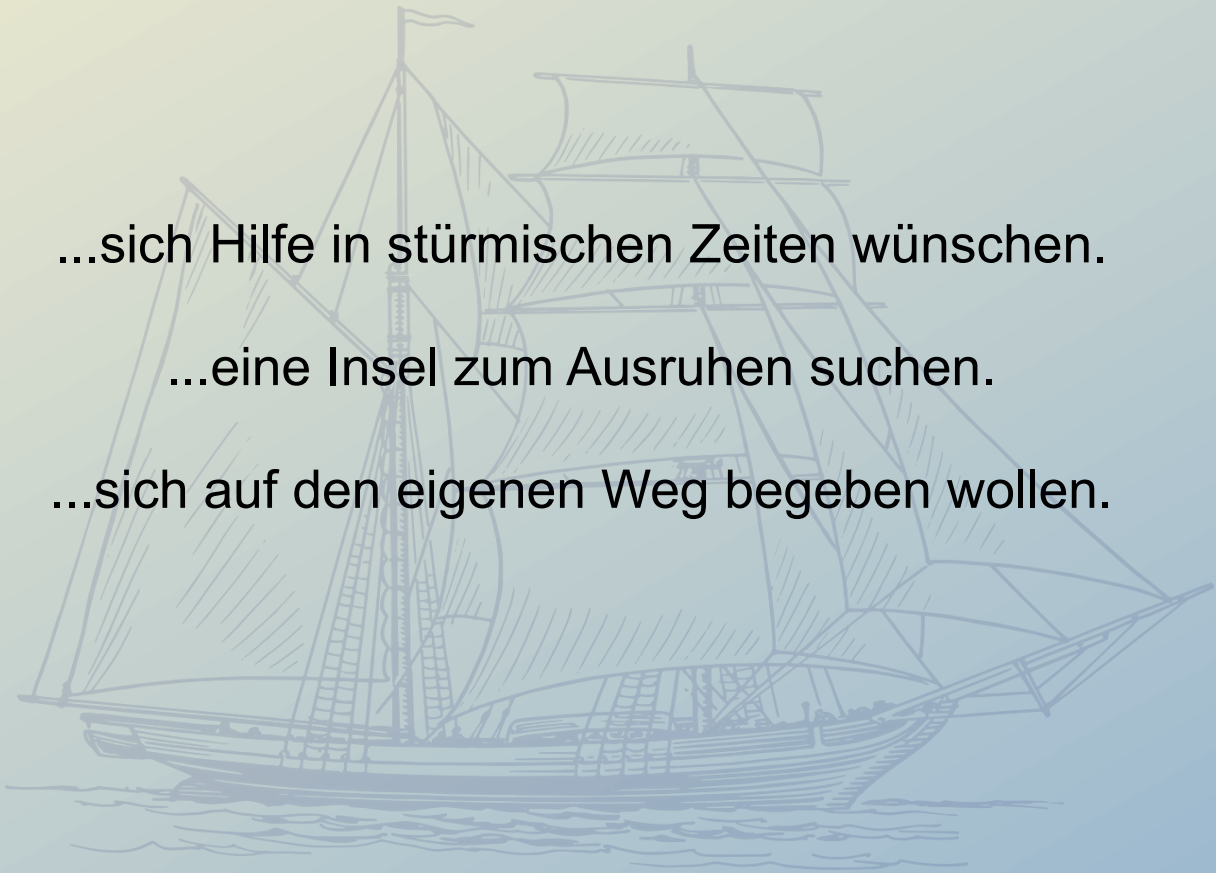 ...sich Hilfe in stürmischen Zeiten wünschen.
...eine Insel zum Ausruhen suchen.
...sich auf den eigenen Weg begeben wollen.